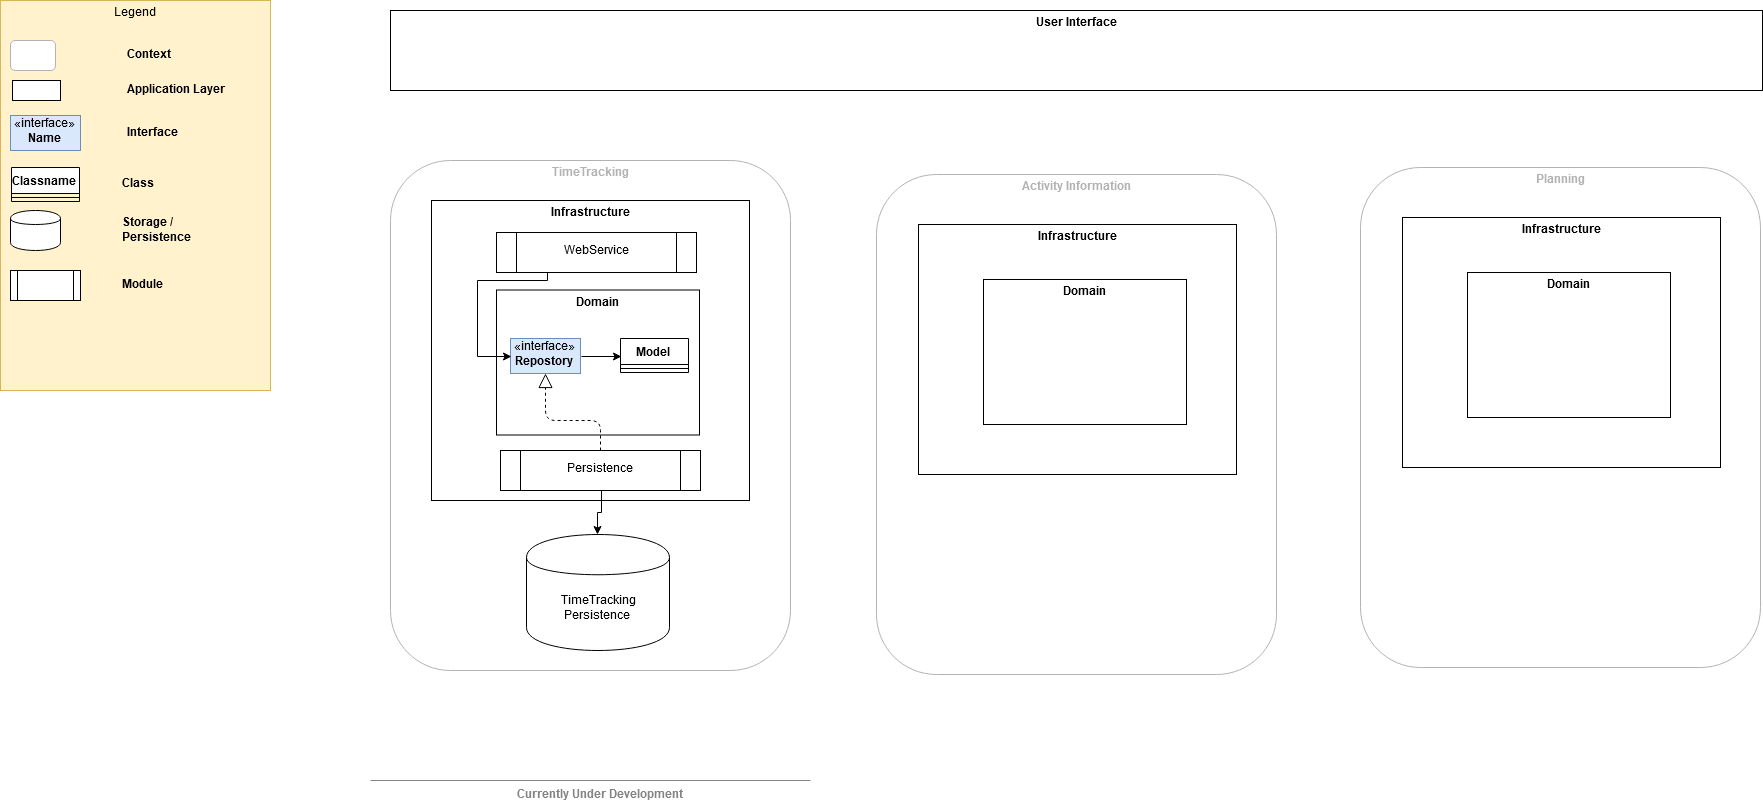 Legend
Context
Application Layer
«interface»
Name
Interface
Classname
Class
Storage /
Persistence
Module
User Interface
TimeTracking
Infrastructure
WebService
Domain
«interface»
Repostory
Model
Persistence
TimeTracking
Persistence
Activity Information
Infrastructure
Domain
Planning
Infrastructure
Domain
Currently Under Development